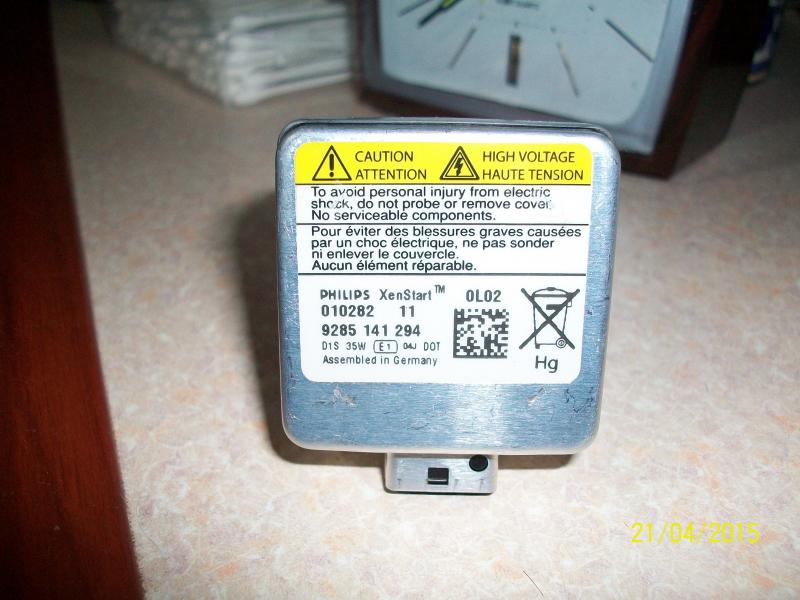 CAUTION
ATTENTION
HIGH VOLTAGE
HAUTE TENSION
To avoid personal injury from electric
shock, do not probe or remove cover.
No serviceable components.
Pour éviter des blessures graves causées
par un choc électrique, ne pas sonder
ni enlever le couvercle.
Aucun élément réparable.
PHILIPS XenStart™ 0L02
010282 11
9285 141 294
D1S 35W E1 04J DOT
Assembled in Germany
Hg
21/04/2015